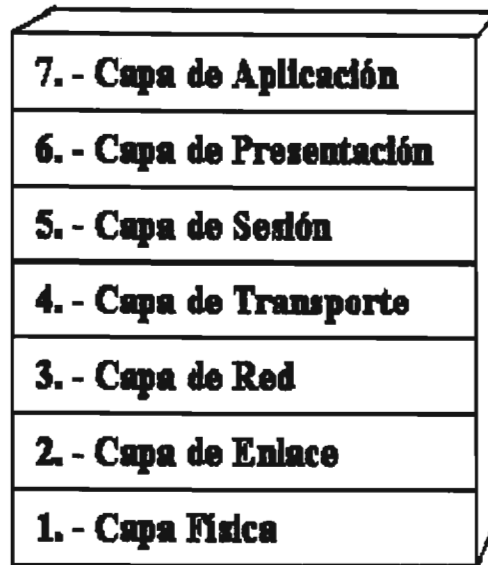 7. - Capa de Aplicación
6. - Capa de Presentación
5. - Capa de Sesión
4. - Capa de Transporte
3. - Capa de Red
2. - Capa de Enlace
1. - Capa Física